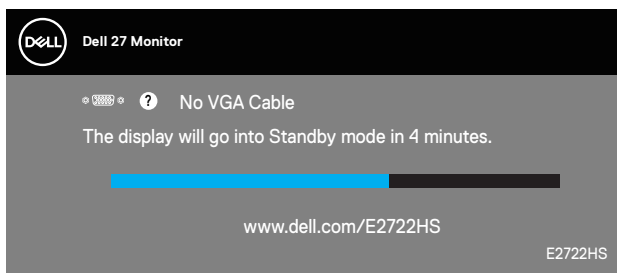 DELL
Dell 27 Monitor
? No VGA Cable
The display will go into Standby mode in 4 minutes.
www.dell.com/E2722HS
E2722HS